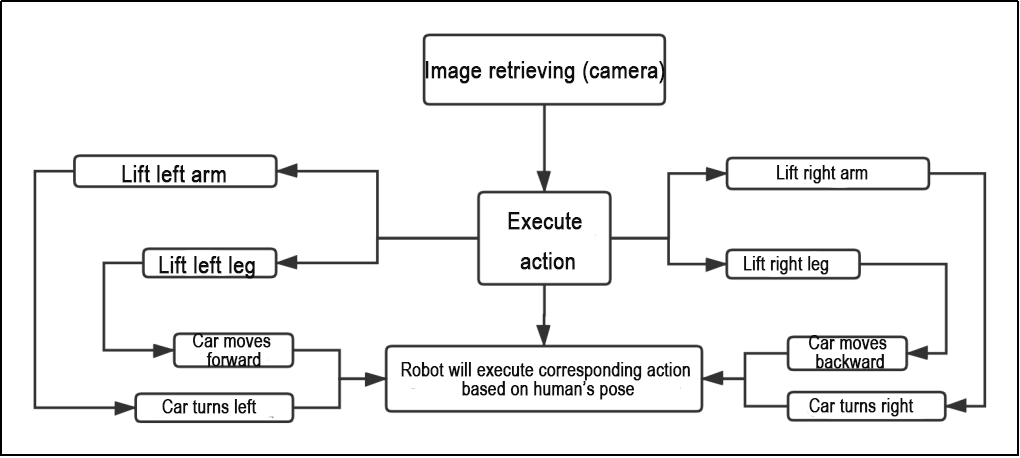 Image retrieving (camera)
Lift left arm
Lift right arm
Execute
action
Lift left leg
Lift right leg
Car moves
forward
Car moves
backward
Robot will execute corresponding action
based on human's pose
Car turns left
Car turns right